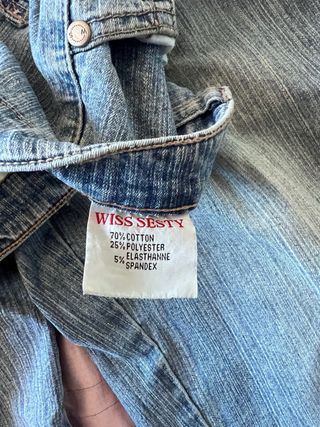 WISS SESTY
70% COTTON
25% POLYESTER
5% ELASTHANNE
SPANDEX